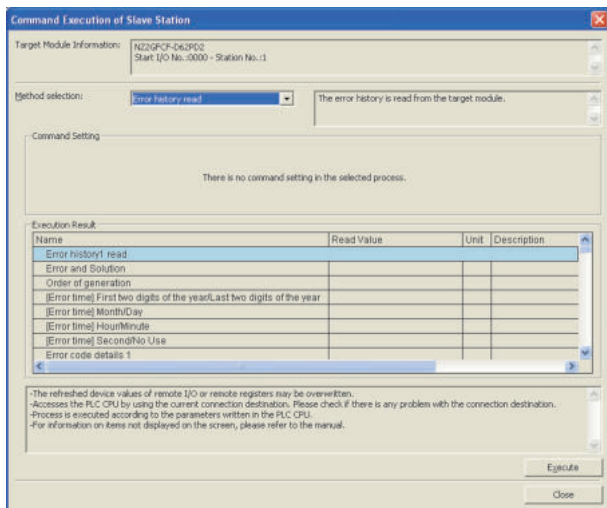 Command Execution of Slave Station
Target Module Information:
NZ2GFCF-D62PD2
Start I/O No.:0000 - Station No.:1
Method selection:
Error history read
The error history is read from the target module.
Command Setting
There is no command setting in the selected process.
Execution Result
Name Read Value Unit Description
Error history1 read
Error and Solution
Order of generation
[Error time] First two digits of the year/Last two digits of the year
[Error time] Month/Day
[Error time] Hour/Minute
[Error time] Second/No Use
Error code details 1
-The refreshed device values of remote I/O or remote registers may be overwritten.
-Accesses the PLC CPU by using the current connection destination. Please check if there is any problem with the connection destination.
-Process is executed according to the parameters written in the PLC CPU.
-For information on items not displayed on the screen, please refer to the manual.
Execute
Close